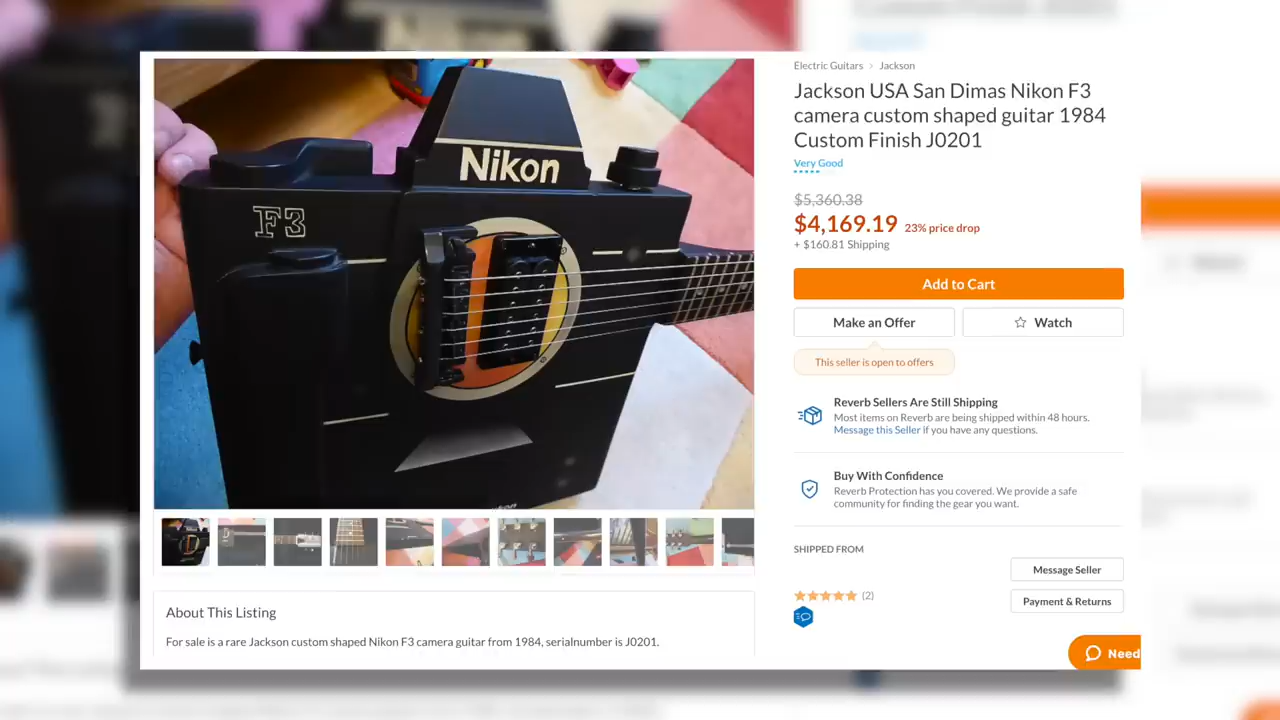 Nikon
F3
Electric Guitars > Jackson
Jackson USA San Dimas Nikon F3
camera custom shaped guitar 1984
Custom Finish J0201
Very Good
$5,360.38
$4,169.19 23% price drop
+ $160.81 Shipping
Add to Cart
Make an Offer
Watch
This seller is open to offers
Reverb Sellers Are Still Shipping
Most items on Reverb are being shipped within 48 hours.
Message this Seller if you have any questions.
Buy With Confidence
Reverb Protection has you covered. We provide a safe
community for finding the gear you want.
SHIPPED FROM
Message Seller
(2)
Payment & Returns
Need
About This Listing
For sale is a rare Jackson custom shaped Nikon F3 camera guitar from 1984, serialnumber is J0201.